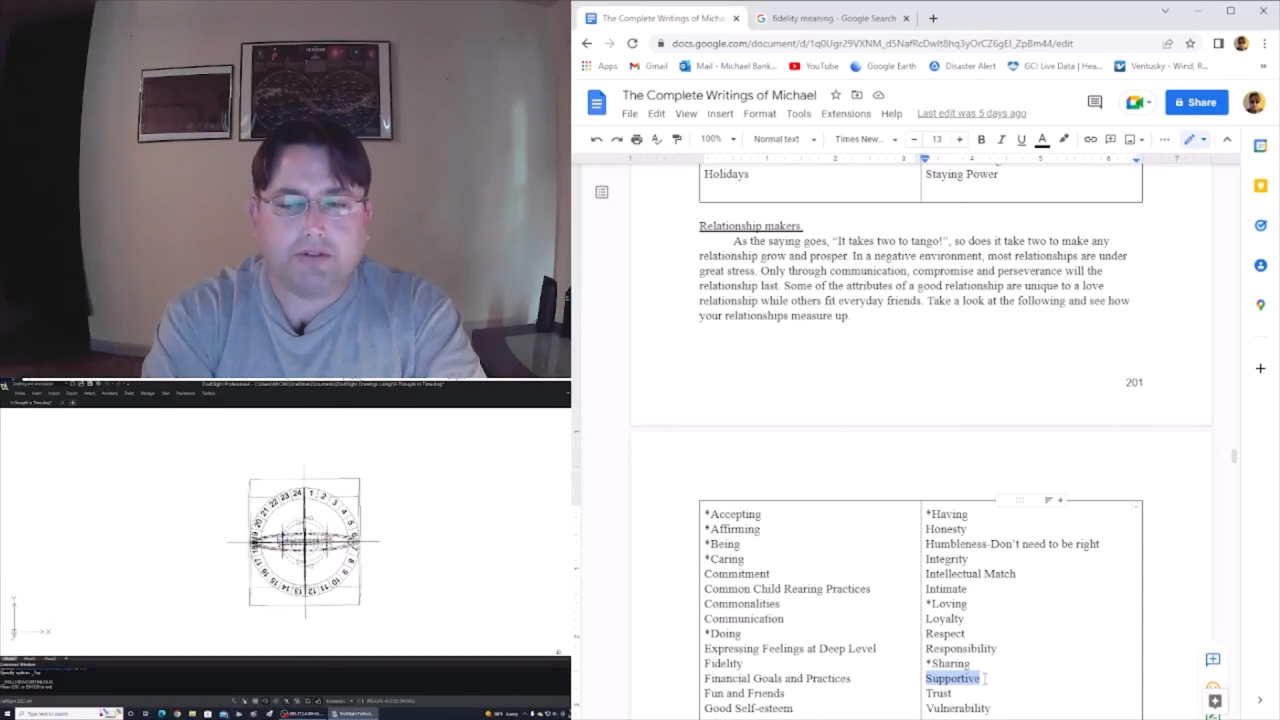 The Complete Writings of Michae
fidelity meaning - Google Search
docs.google.com/document/d/1q0Ugr29VXNM_d5NafRcDwIt8hq3yOrCZ6gEl_ZpBm44/edit
Apps
Gmail
Mail - Michael Bank...
YouTube
Google Earth
Disaster Alert
GCI Live Data | Hea...
Ventusky - Wind, R...
The Complete Writings of Michael
File Edit View Insert Format Tools Extensions Help
Last edit was 5 days ago
Share
100%
Normal text
Times New...
13
Holidays
Staying Power
Relationship makers
As the saying goes, “It takes two to tango!”, so does it take two to make any
relationship grow and prosper. In a negative environment, most relationships are under
great stress. Only through communication, compromise and perseverance will the
relationship last. Some of the attributes of a good relationship are unique to a love
relationship while others fit everyday friends. Take a look at the following and see how
your relationships measure up.
201
*Accepting
*Affirming
*Being
*Caring
Commitment
Common Child Rearing Practices
Commonalities
Communication
*Doing
Expressing Feelings at Deep Level
Fidelity
Financial Goals and Practices
Fun and Friends
Good Self-esteem
*Having
Honesty
Humbleness-Don’t need to be right
Integrity
Intellectual Match
Intimate
*Loving
Loyalty
Respect
Responsibility
*Sharing
Supportive
Trust
Vulnerability
Type here to search